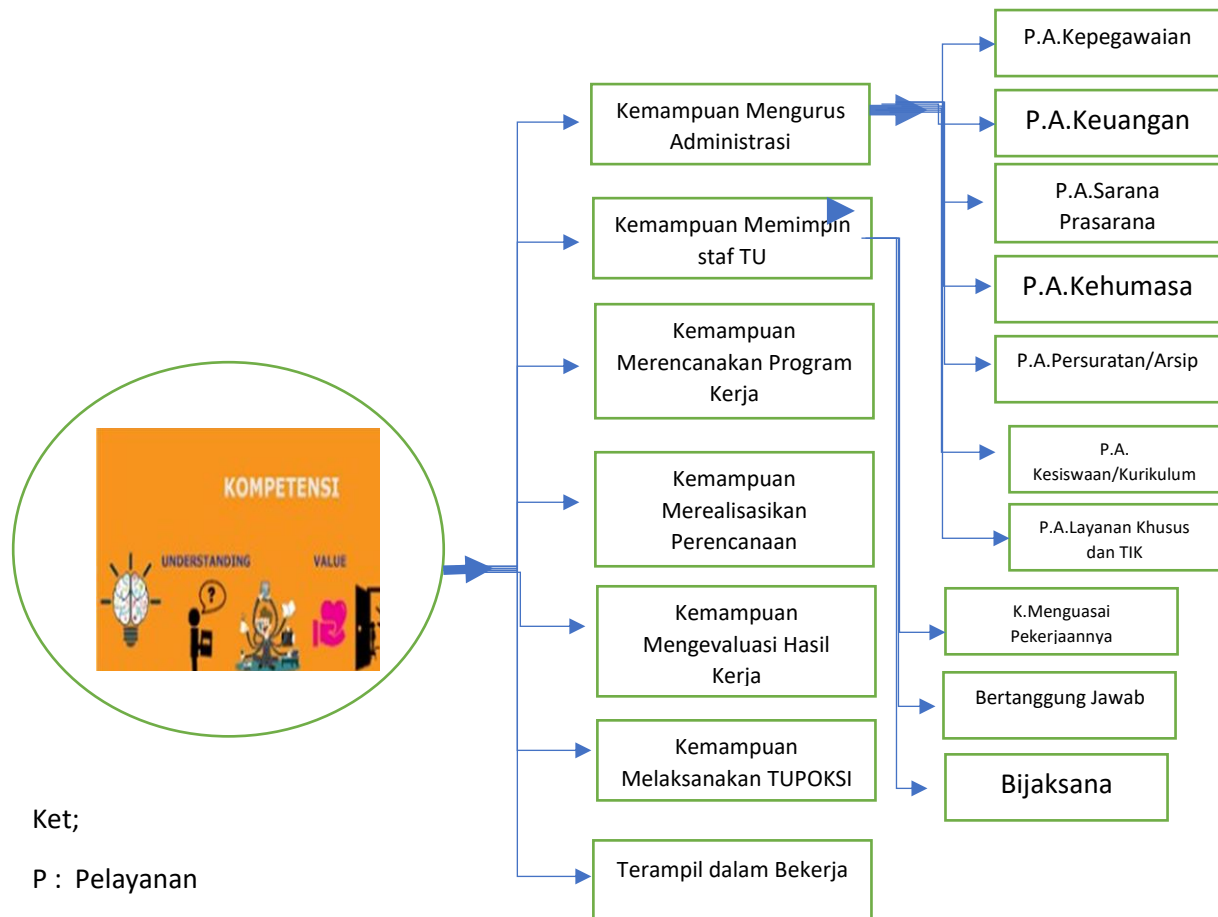 KOMPETENSI
UNDERSTANDING
VALUE
?
Ket;
P : Pelayanan
Kemampuan Mengurus
Administrasi
Kemampuan Memimpin
staf TU
Kemampuan
Merencanakan Program
Kerja
Kemampuan
Merealisasikan
Perencanaan
Kemampuan
Mengevaluasi Hasil
Kerja
Kemampuan
Melaksanakan TUPOKSI
Terampil dalam Bekerja
P.A.Kepegawaian
P.A.Keuangan
P.A.Sarana
Prasarana
P.A.Kehumasa
P.A.Persuratan/Arsip
P.A.
Kesiswaan/Kurikulum
P.A.Layanan Khusus
dan TIK
K.Menguasai
Pekerjaannya
Bertanggung Jawab
Bijaksana